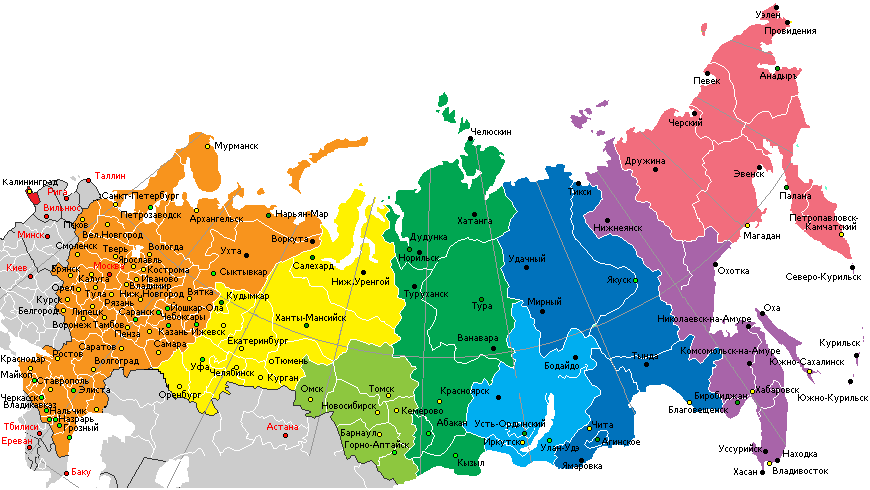 Уэлен
Провидения
Анадырь
Певек
Черский
Челюскин
Мурманск
Дружина
Эвенск
Таллин
Калининград
Рига
Санкт-Петербург
Тикси
Палана
Вильнюс
Петрозаводск
Архангельск
Нарьян-Мар
Хатанга
Нижнеянск
Петропавловск-
Камчатский
Псков
Вел.Новгород
Магадан
Минск
Воркута
Дудинка
Смоленск
Тверь
Вологда
Ухта
Норильск
Ярославль
Салехард
Удачный
Охотка
Киев
Брянск
Москва
Кострома
Сыктывкар
Северо-Курильск
Калуга
Иваново
Ниж.Уренгой
Якуск
Орел
Владимир
Туруханск
Тула
Ниж.Новгород
Вятка
Кудымкар
Курск
Рязань
Тура
Мирный
Оха
Белгород
Липецк
Саранск
Йошкар-Ола
Чебоксары
Ханты-Мансийск
Николаевск-на-Амуре
Воронеж
Тамбов
Пенза
Казань
Ижевск
Ванавара
Курильск
Саратов
Самара
Екатеринбург
Комсомольск-на-Амуре
Ростов
Краснодар
Волгоград
Уфа
Тюмень
Бодайдо
Тында
Южно-Сахалинск
Майкоп
Челябинск
Курган
Ставрополь
Элиста
Оренбург
Омск
Томск
Красноярск
Хабаровск
Биробиджан
Южно-Курильск
Черкасск
Владикавказ
Новосибирск
Кемерово
Благовещенск
Нальчик
Назрань
Тбилиси
Грозный
Астана
Абакан
Усть-Ордынский
Чита
Барнаул
Ереван
Горно-Алтайск
Иркутск
Улан-Удэ
Агинское
Уссурийск
Находка
Баку
Кызыл
Ямаровка
Хасан
Владивосток